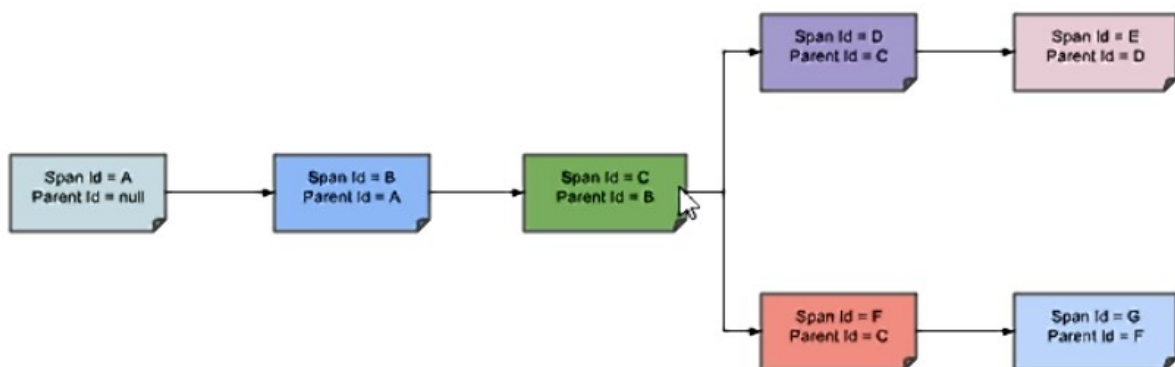 Span Id = D
Parent Id = C
Span Id = E
Parent Id = D
Span Id = A
Parent Id = null
Span Id = B
Parent Id = A
Span Id = C
Parent Id = B
Span Id = F
Parent Id = C
Span Id = G
Parent Id = F